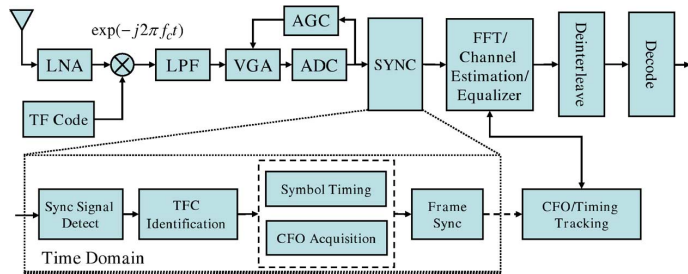 exp(−j2πf_c t)
AGC
LNA
LPF
VGA
ADC
SYNC
FFT/
Channel
Estimation/
Equalizer
Deinterleave
Decode
TF Code
Sync Signal
Detect
TFC
Identification
Symbol Timing
CFO Acquisition
Frame
Sync
CFO/Timing
Tracking
Time Domain